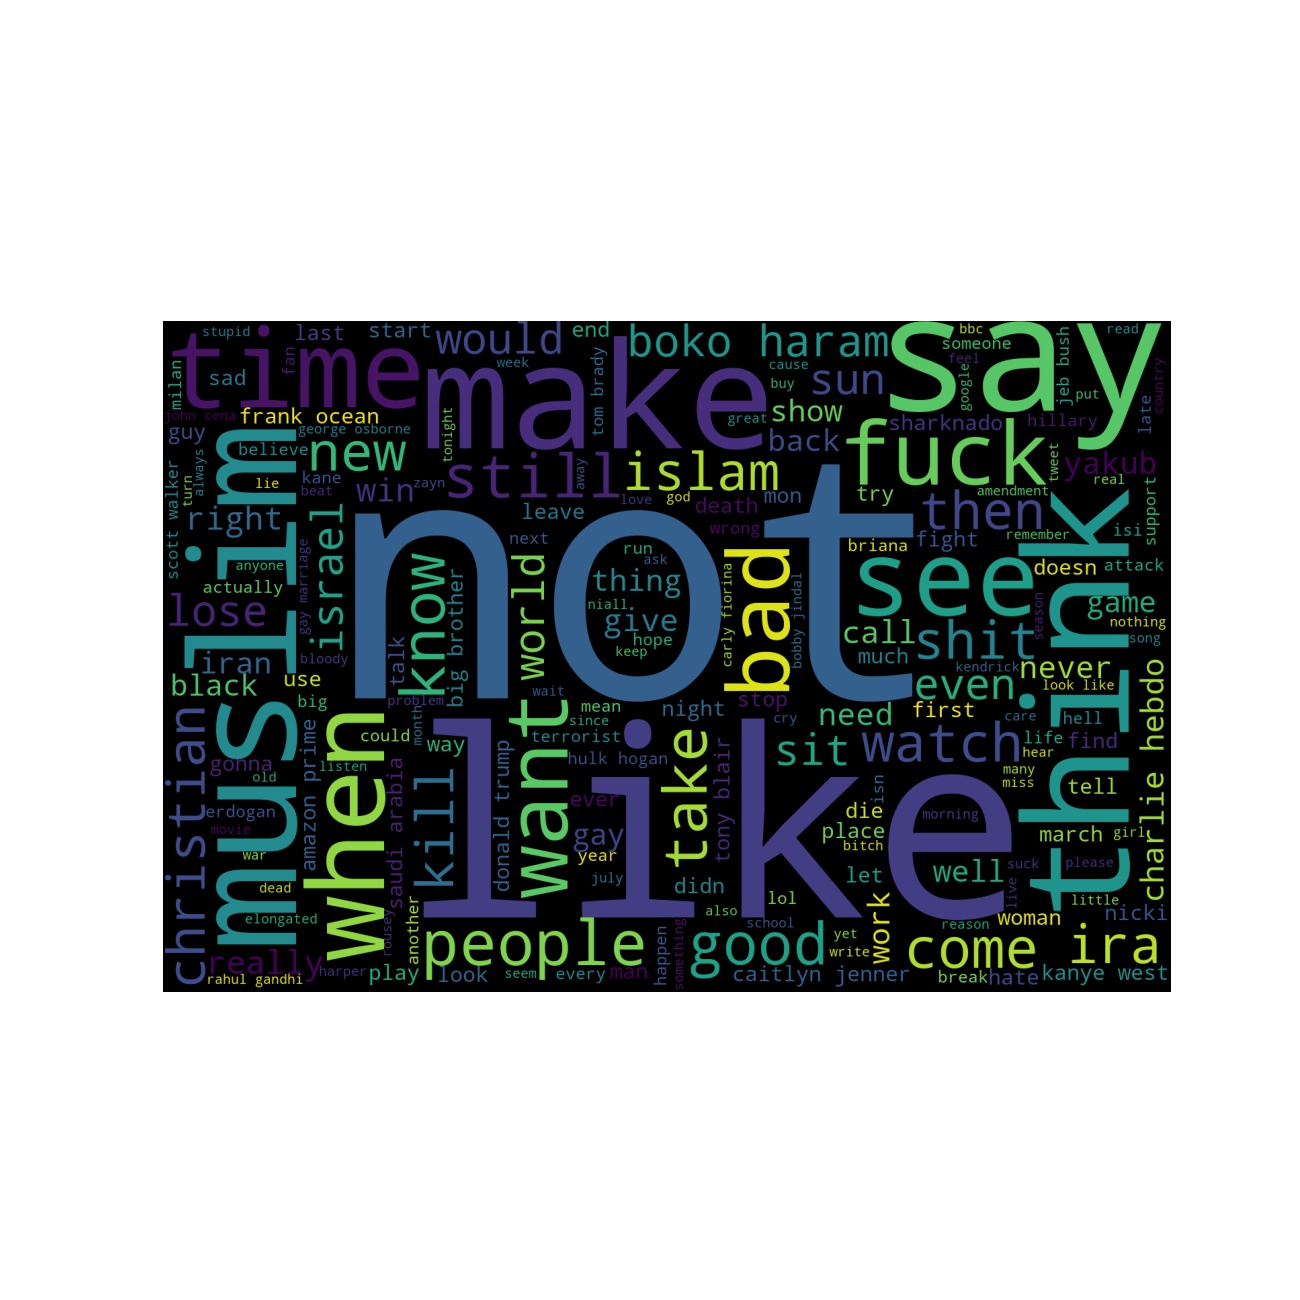 stupid
last
start
would
end
boko haram
say
bbc
someone
read
time
fan
make
tom brady
cause
sun
feel
google
jeb bush
put
country
milan
sad
week
buy
great
show
sharknado
hillary
late
john cena
frank ocean
guy
george osborne
tonight
back
fuck
tweet
yakub
believe
new
still
away
islam
god
death
mon
try
amendment
real
scott walker
always
turn
lie
kane
beat
win
zayn
love
wrong
then
think
support
right
muslim
israel
leave
not
next
run
ask
briana
fight
remember
isi
anyone
actually
gay marriage
know
big brother
world
thing
niall
give
hope
keep
carly fiorina
bad
bobby jindal
see
doesn
attack
lose
season
game
nothing
song
iran
bloody
talk
call
much
shit
kendrick
never
look like
black
use
big
problem
wait
stop
even
first
care
hell
charlie hebdo
christian
month
want
mean
since
night
cry
need
could
way
terrorist
sit
watch
life
hear
find
gonna
old
listen
amazon prime
when
saudi arabia
kill
donald trump
hulk hogan
take
tony blair
isn
many
miss
tell
erdogan
movie
ever
like
die
morning
gay
place
bitch
march
girl
war
year
july
didn
let
well
suck
please
dead
live
little
elongated
rousey
another
also
lol
school
work
woman
nicki
people
happen
something
good
yet
write
reason
come
ira
really
rahul gandhi
harper
play
look
seem
every
man
caitlyn jenner
break
hate
kanye west